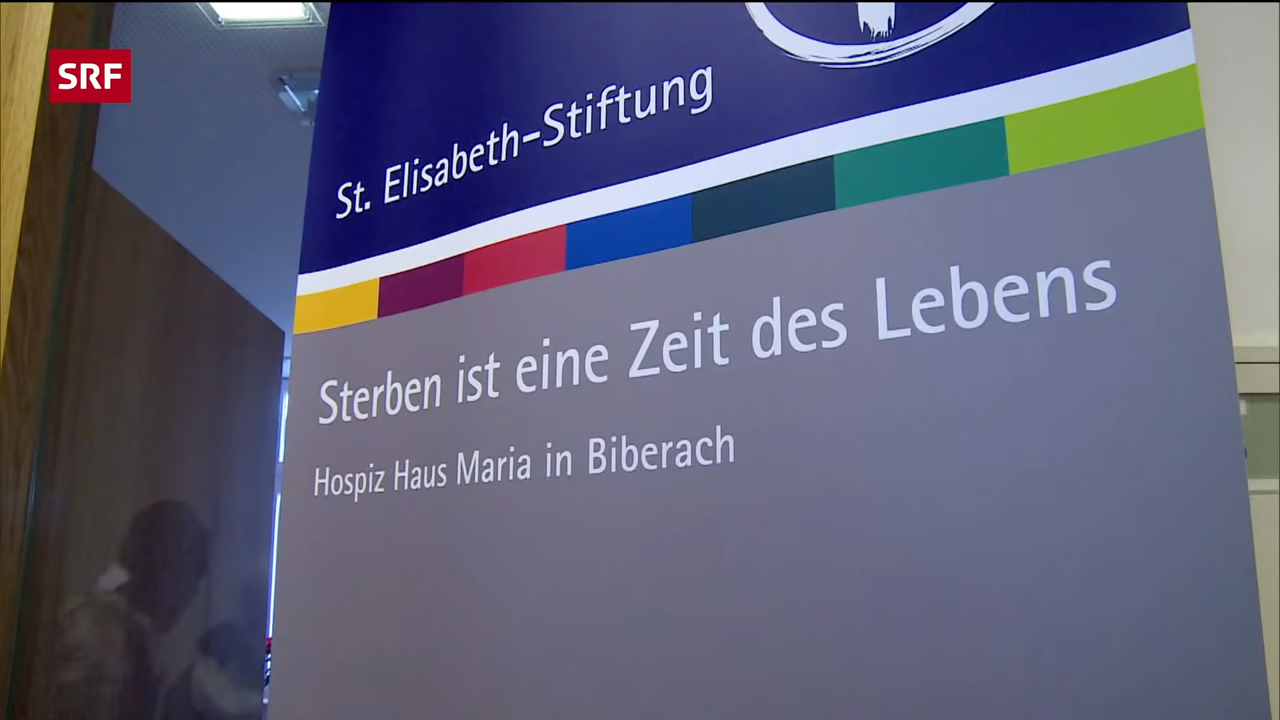 SRF
St. Elisabeth-Stiftung
Sterben ist eine Zeit des Lebens
Hospiz Haus Maria in Biberach